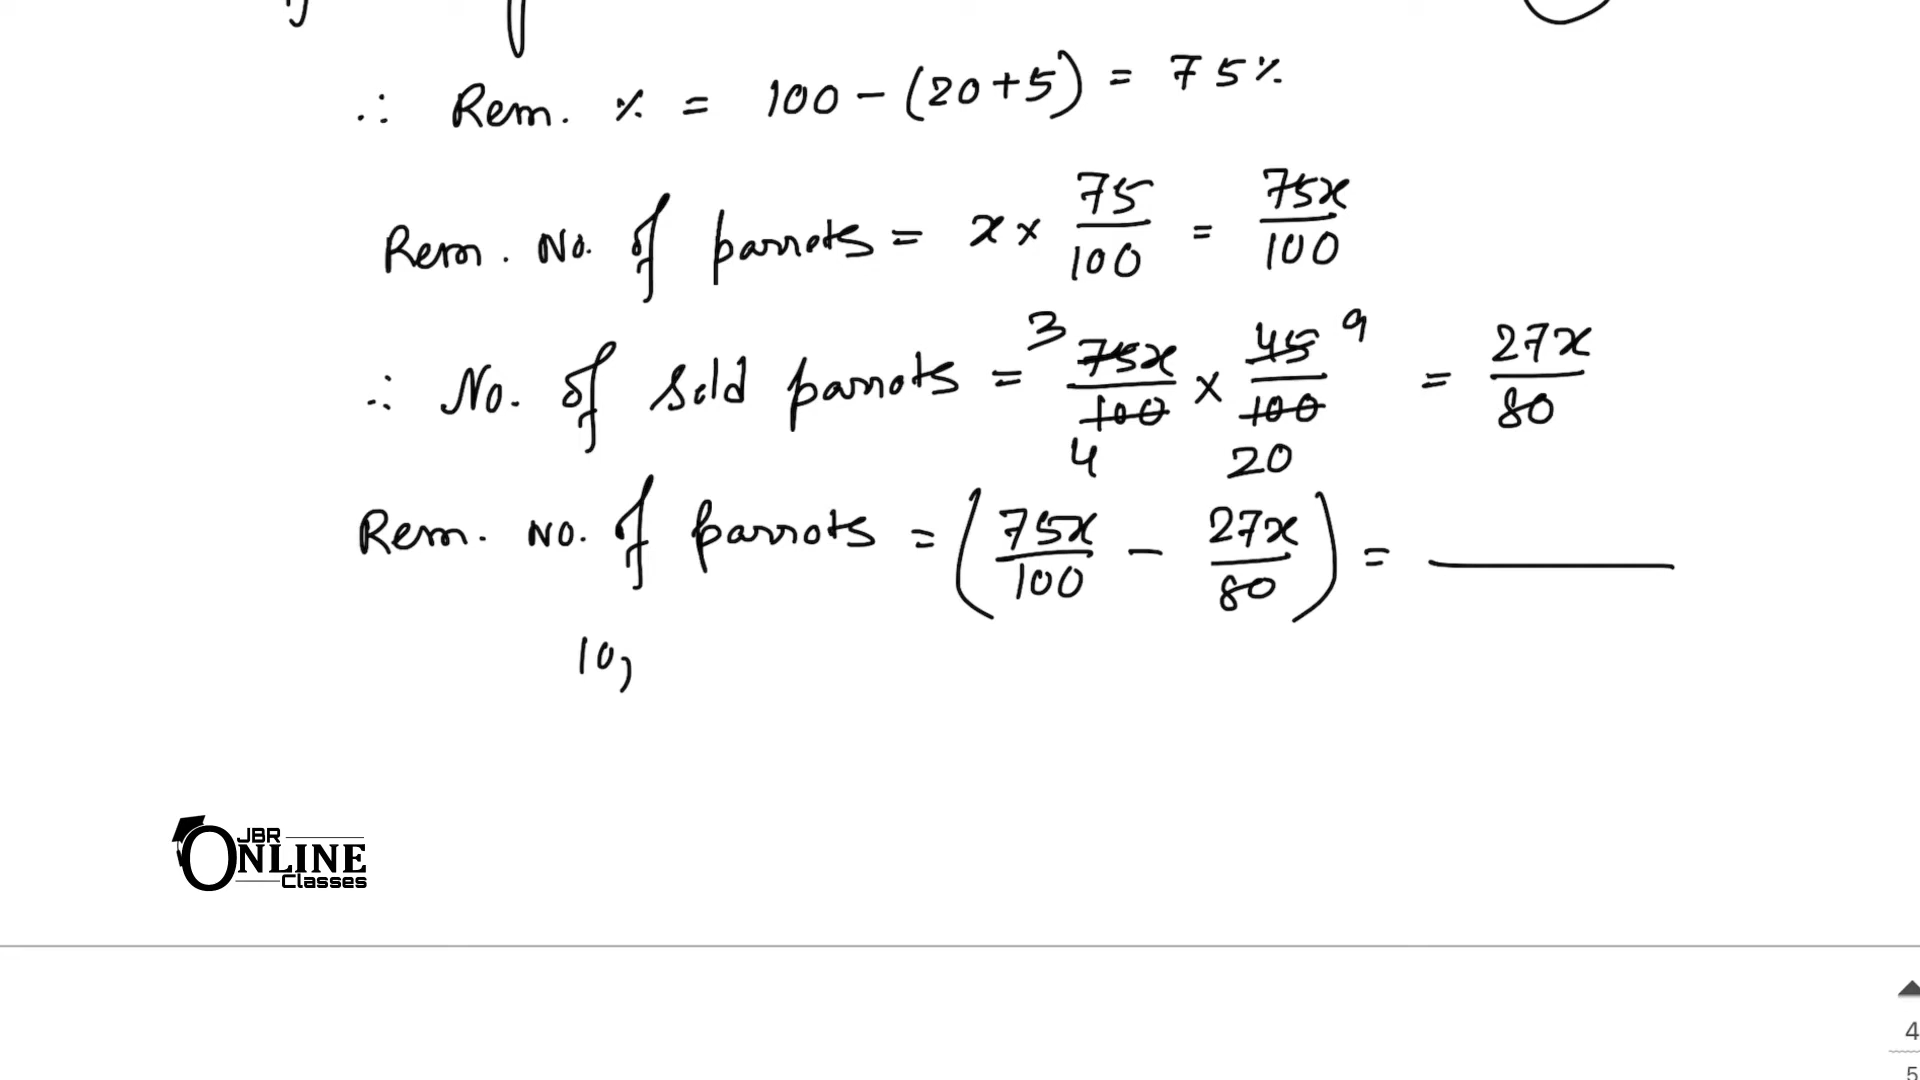 ∴ Rem. % = 100 - (20+5) = 75%
Rem. No. of parrots = x × 75/100 = 75x/100
∴ No. of sold parrots = 3 75x/100 4 × 45/100 9 20 = 27x/80
Rem. No. of parrots = (75x/100 - 27x/80) = ___
10,
JBR
ONLINE
Classes
4
5